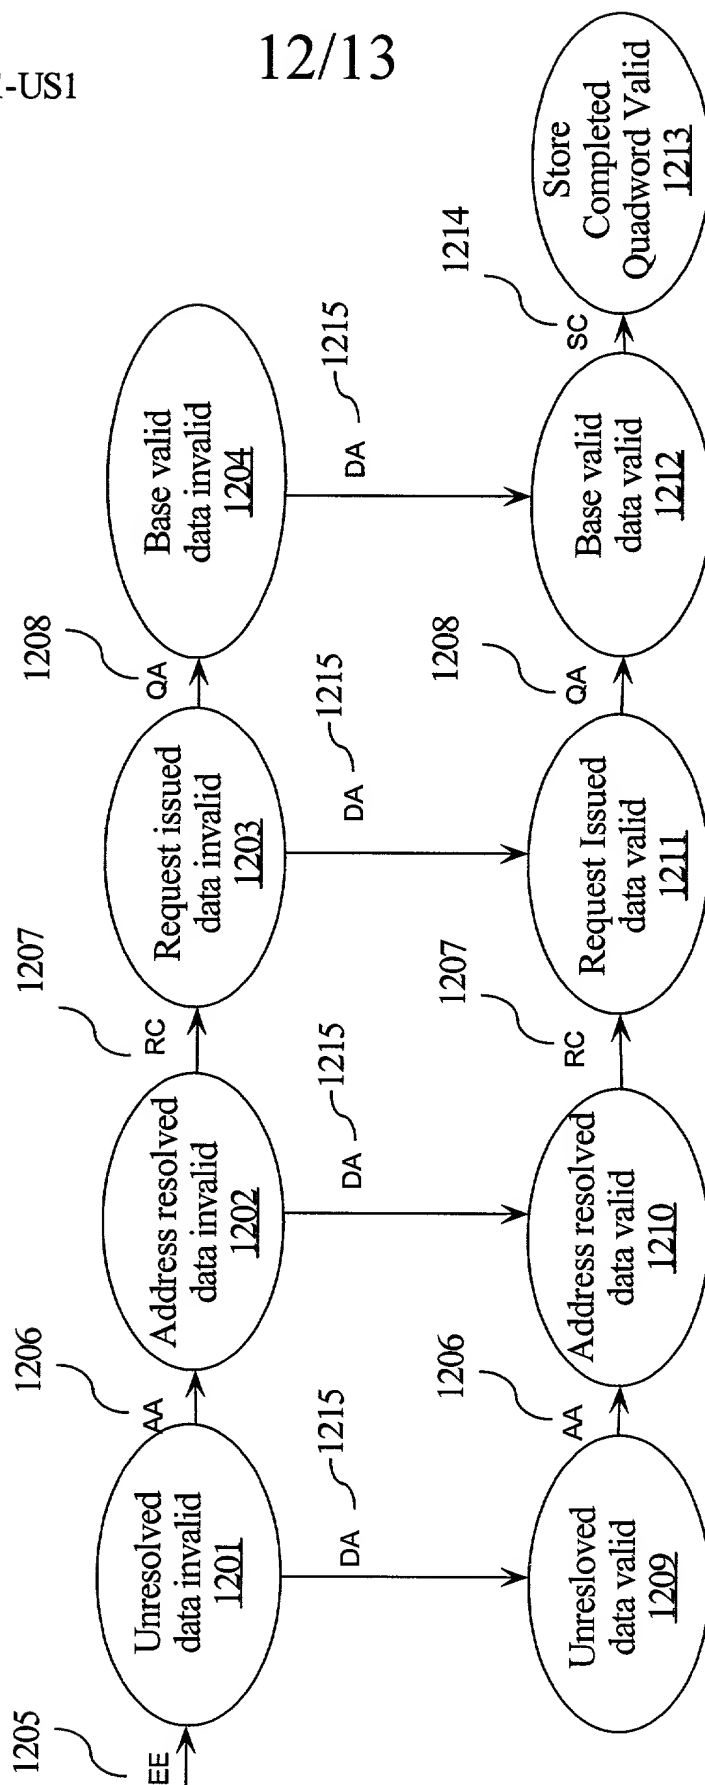 -US1
12/13
1205
EE
Unresolved
data invalid
1201
1206
AA
Address resolved
data invalid
1202
1207
RC
Request issued
data invalid
1203
1208
QA
Base valid
data invalid
1204
DA
1215
DA
1215
DA
1215
DA
1215
Unresloved
data valid
1209
1206
AA
Address resolved
data valid
1210
1207
RC
Request Issued
data valid
1211
1208
QA
Base valid
data valid
1212
1214
SC
Store
Completed
Quadword Valid
1213